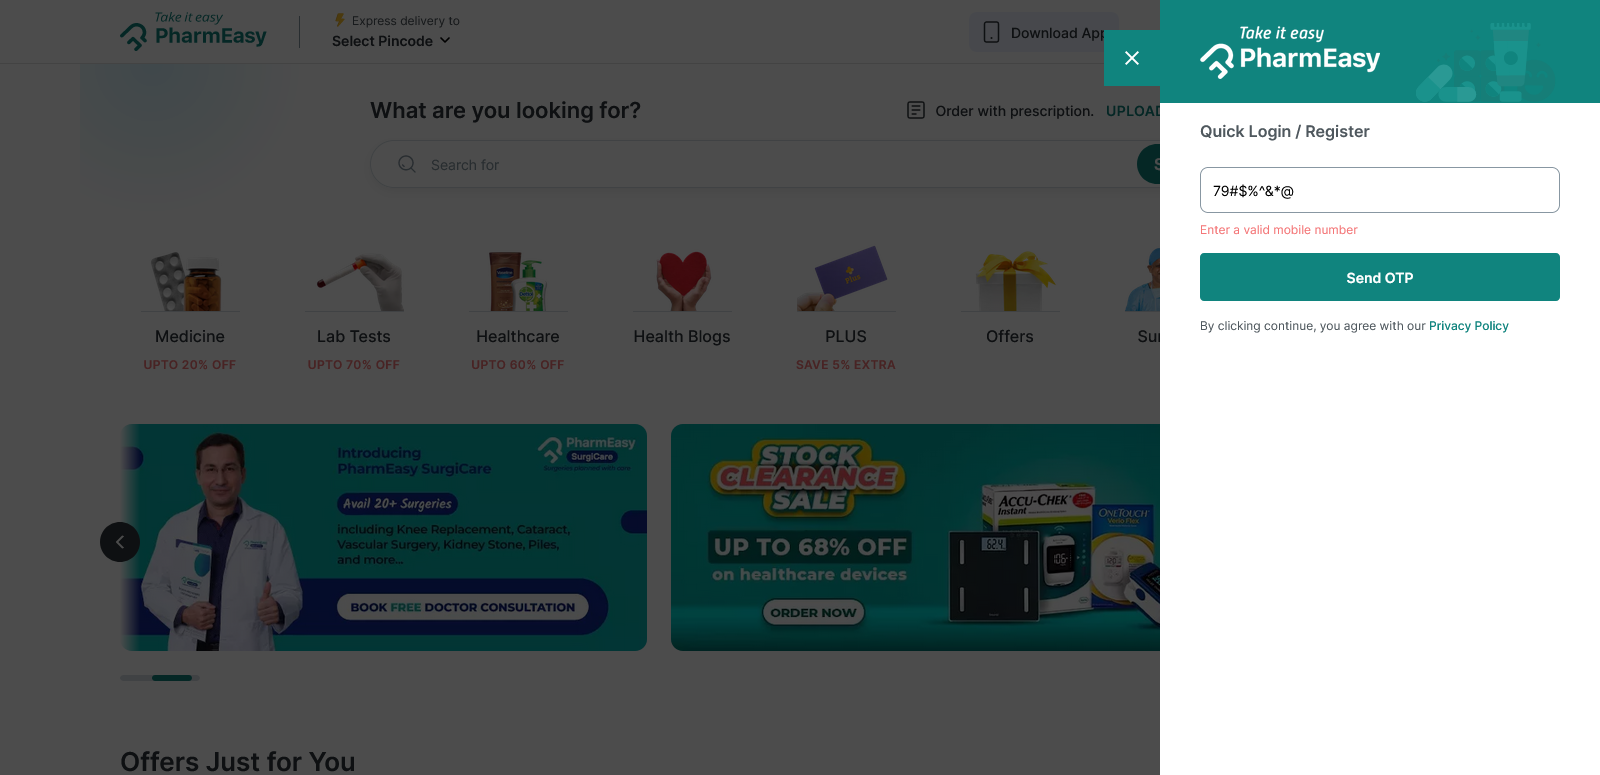 Take it easy
PharmEasy
Express delivery to
Select Pincode
Download App
Take it easy
PharmEasy
What are you looking for?
Order with prescription.
Search for
Quick Login / Register
79#$%^&*@
Enter a valid mobile number
Send OTP
By clicking continue, you agree with our Privacy Policy
Medicine
UPTO 20% OFF
Lab Tests
UPTO 70% OFF
Healthcare
UPTO 60% OFF
Health Blogs
PLUS
SAVE 5% EXTRA
Offers
Introducing
PharmEasy SurgiCare
Avail 20+ Surgeries
including Knee Replacement, Cataract,
Vascular Surgery, Kidney Stone, Piles,
and more...
BOOK FREE DOCTOR CONSULTATION
PharmEasy
SurgiCare
STOCK
CLEARANCE
SALE
UP TO 68% OFF
on healthcare devices
ORDER NOW
ACCU-CHEK
Instant
ONETOUCH
Verio Flex
Offers Just for You